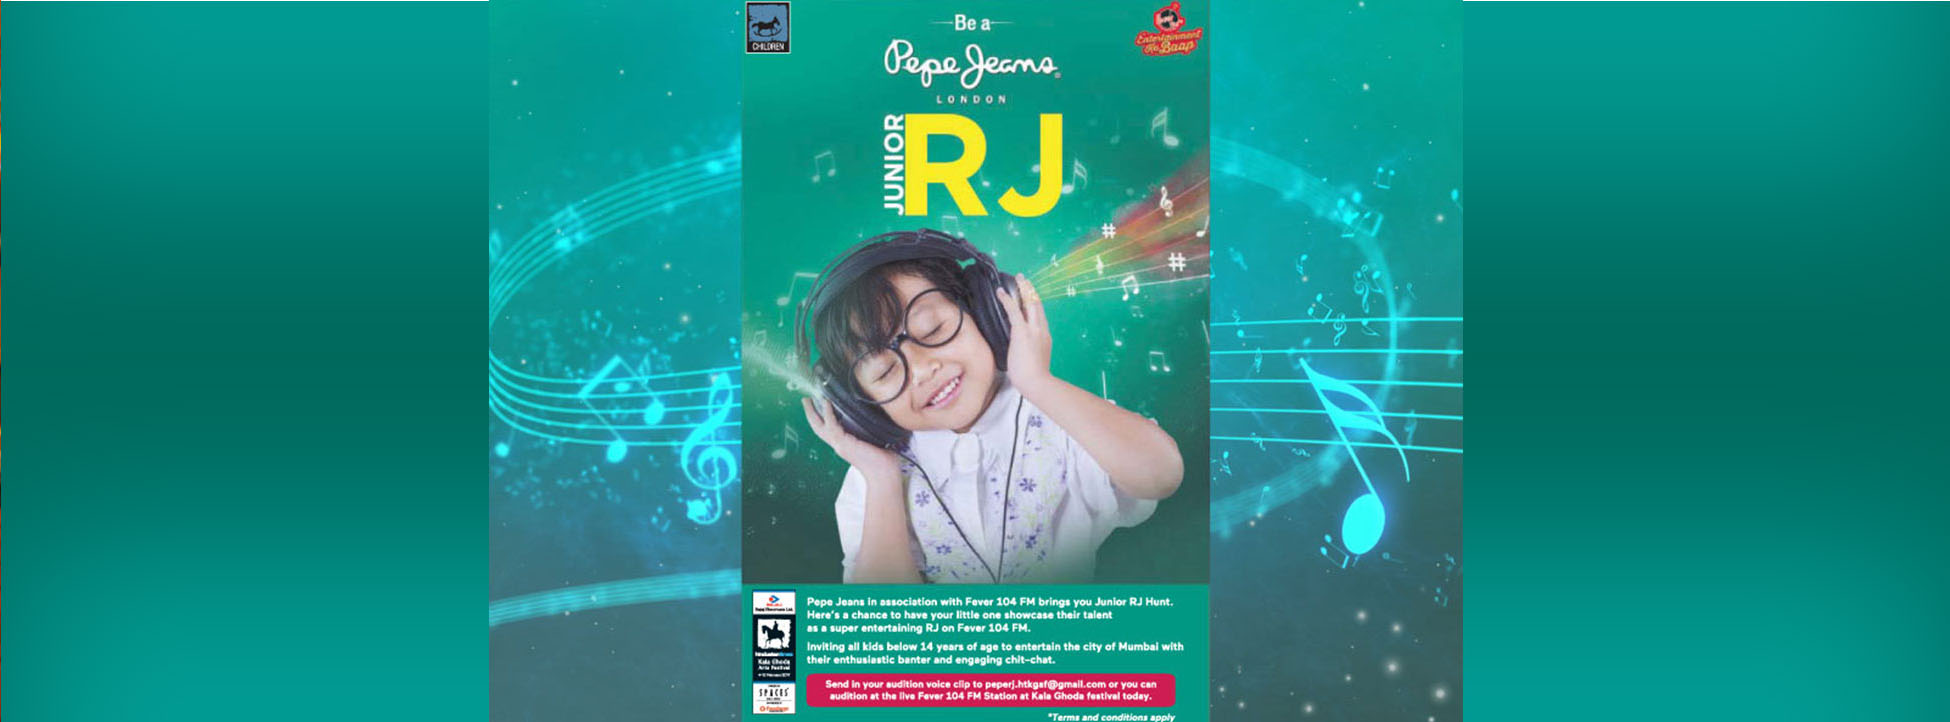 CHILDREN
Be a
Pepe Jeans
LONDON
JUNIOR
RJ
Entertainment
Ka Baap
Pepe Jeans in association with Fever 104 FM brings you Junior RJ Hunt.
Here's a chance to have your little one showcase their talent
as a super entertaining RJ on Fever 104 FM.
Inviting all kids below 14 years of age to entertain the city of Mumbai with
their enthusiastic banter and engaging chit-chat.
Send in your audition voice clip to peperj.htkgaf@gmail.com or you can
audition at the live Fever 104 FM Station at Kala Ghoda festival today.
*Terms and conditions apply
hindustantimes
Kala Ghoda
Arts Festival
SPACES